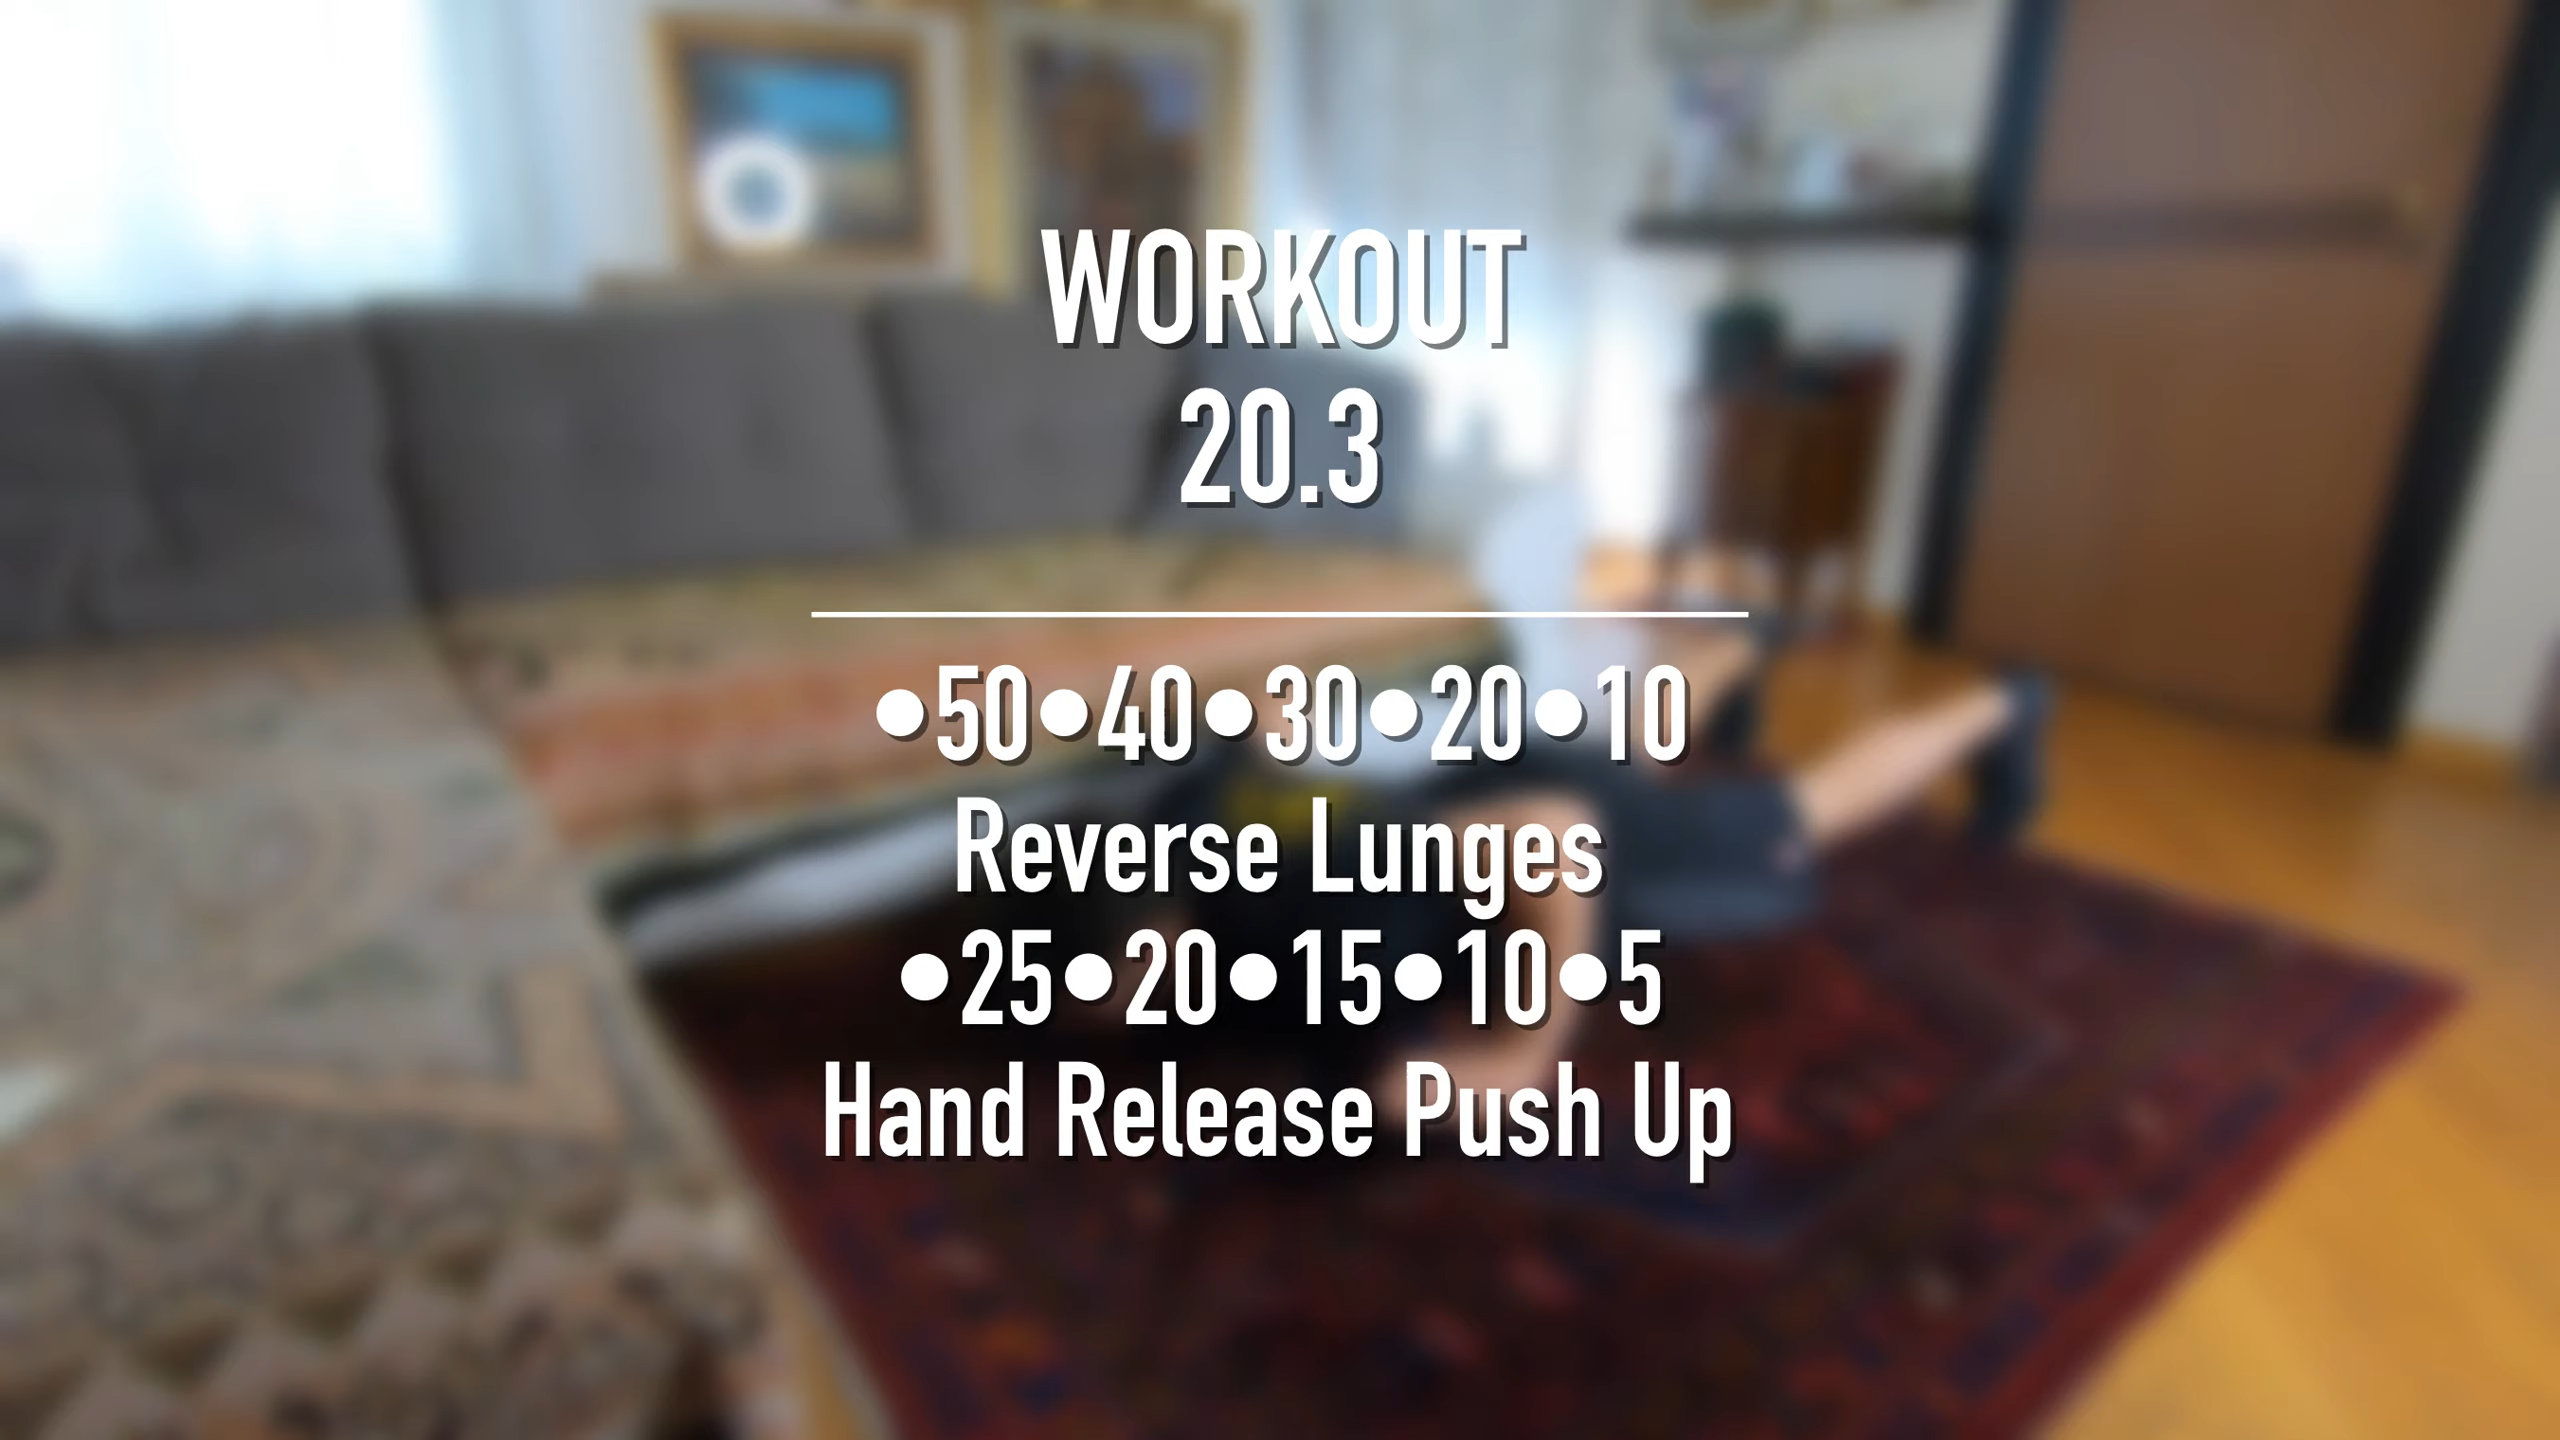 WORKOUT
20.3
•50•40•30•20•10
Reverse Lunges
•25•20•15•10•5
Hand Release Push Up